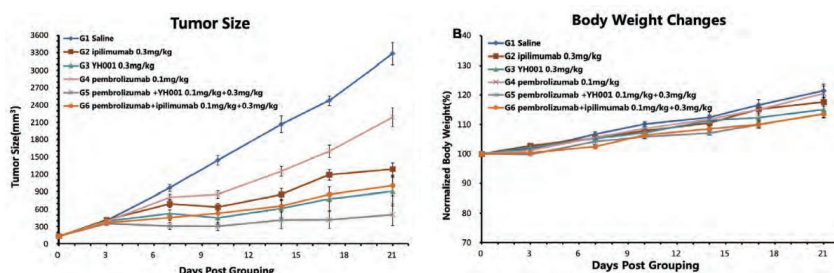 Tumor Size
3600
3300
3000
2700
2400
2100
1800
1500
1200
900
600
300
0
Tumor Size(mm³)
G1 Saline
G2 ipilimumab 0.3mg/kg
G3 YH001 0.3mg/kg
G4 pembrolizumab 0.1mg/kg
G5 pembrolizumab +YH001 0.1mg/kg+0.3mg/kg
G6 pembrolizumab+ipilimumab 0.1mg/kg+0.3mg/kg
0 3 6 9 12 15 18 21
Days Post Grouping
B
Body Weight Changes
140
130
120
110
100
90
80
70
Normalized Body Weight(%)
G1 Saline
G2 ipilimumab 0.3mg/kg
G3 YH001 0.3mg/kg
G4 pembrolizumab 0.1mg/kg
G5 pembrolizumab +YH001 0.1mg/kg+0.3mg/kg
G6 pembrolizumab+ipilimumab 0.1mg/kg+0.3mg/kg
0 3 6 9 12 15 18 21
Days Post Grouping